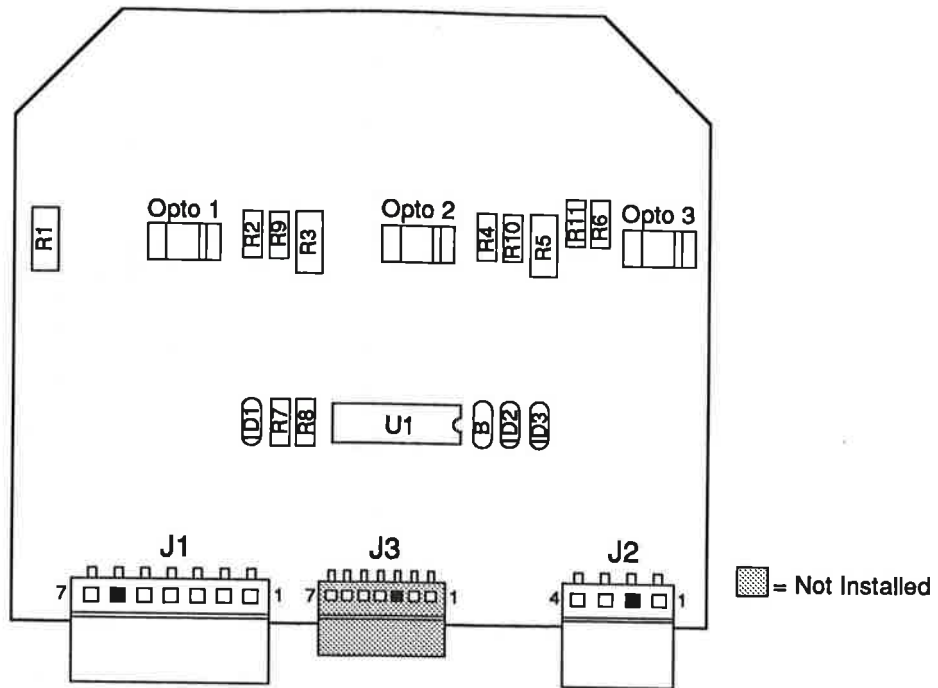 Opto 1
Opto 2
Opto 3
R1
R2
R9
R3
R4
R10
R5
R11
R6
D1
R7
R8
U1
B
D2
D3
J1
J3
J2
7
1
7
1
4
1
= Not Installed